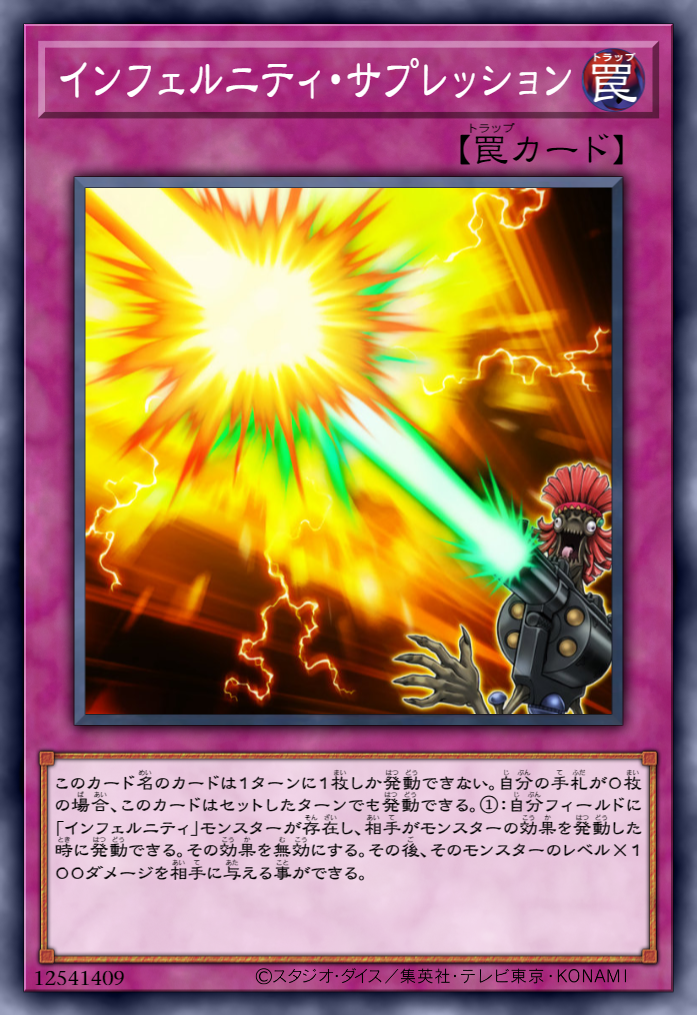 インフェルニティ・サプレッション 罠
【罠カード】
このカード名のカードは1ターンに1枚しか発動できない。自分の手札が0枚
の場合、このカードはセットしたターンでも発動できる。①:自分フィールドに
「インフェルニティ」モンスターが存在し、相手がモンスターの効果を発動した
時に発動できる。その効果を無効にする。その後、そのモンスターのレベル×1
00ダメージを相手に与える事ができる。
12541409 ©スタジオ・ダイス／集英社・テレビ東京・KONAMI